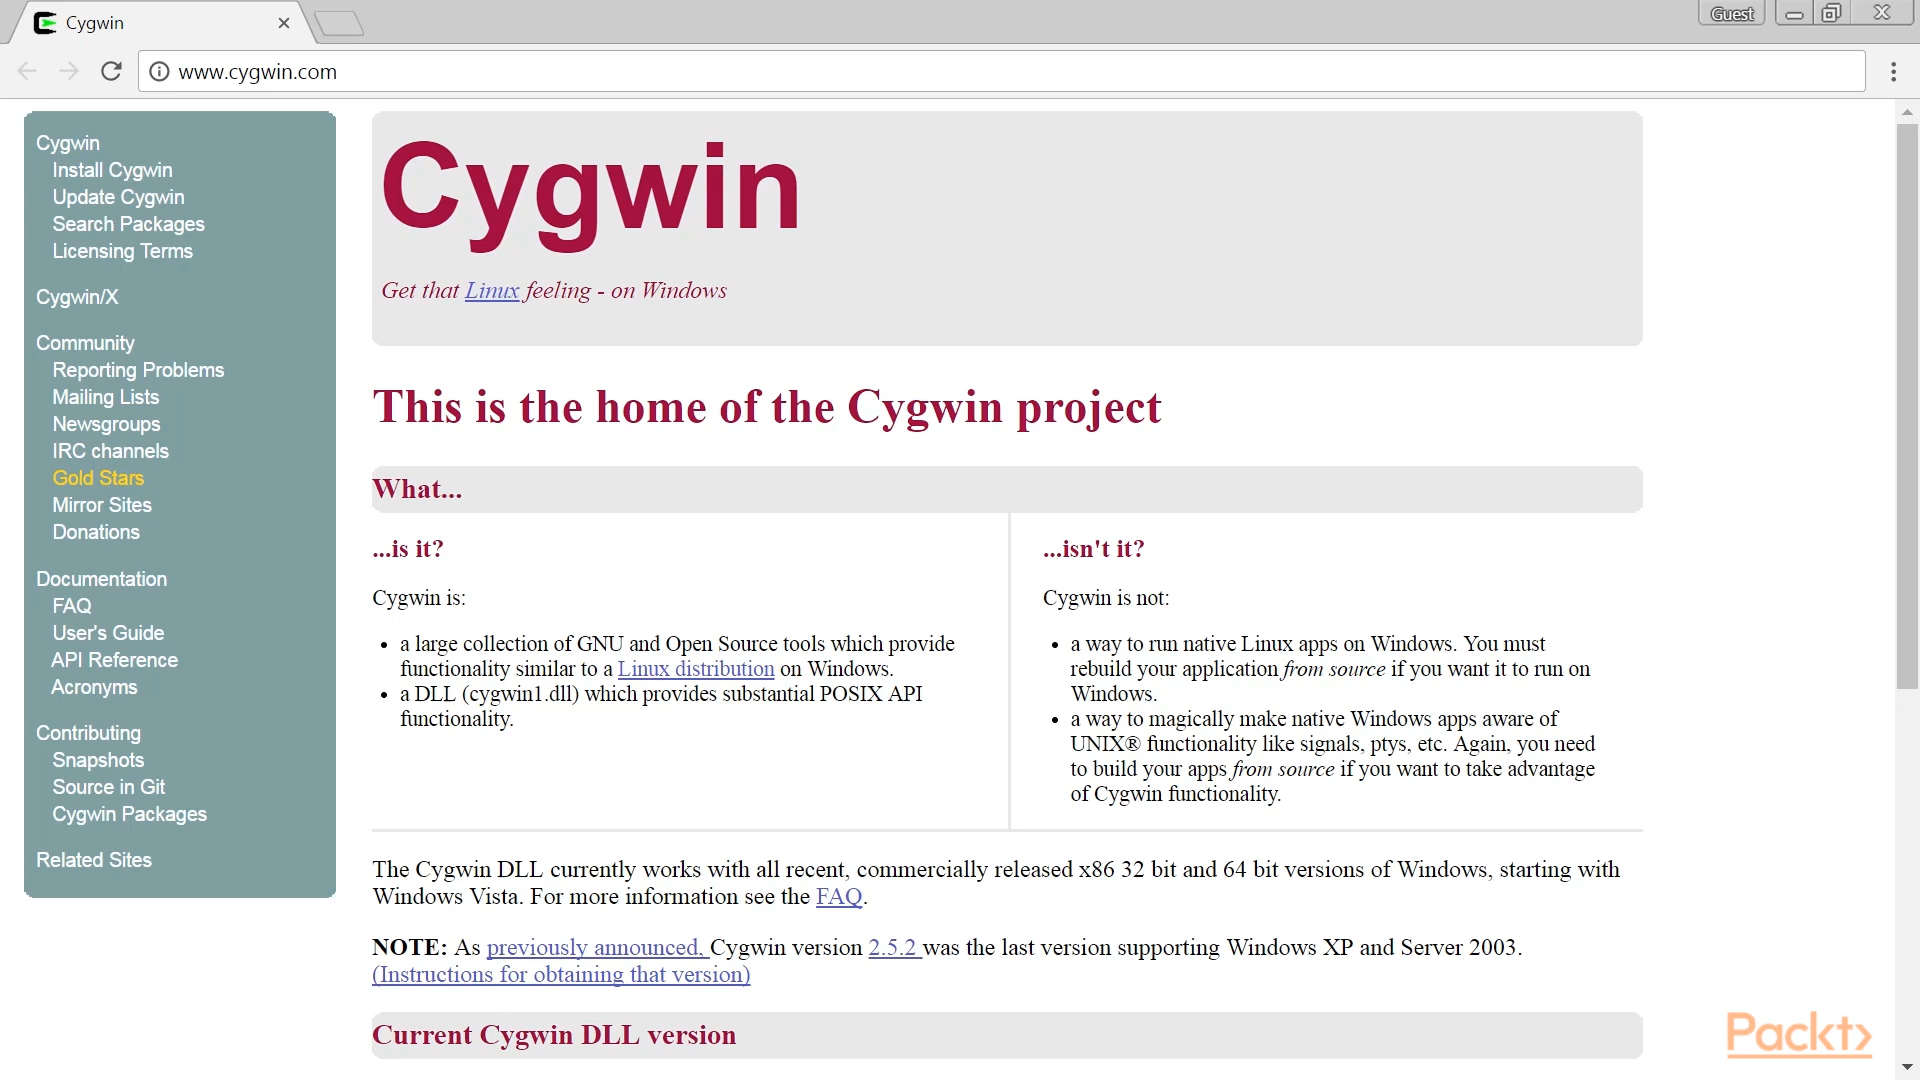 Cygwin
Guest
www.cygwin.com
Cygwin
Install Cygwin
Update Cygwin
Search Packages
Licensing Terms
Cygwin/X
Community
Reporting Problems
Mailing Lists
Newsgroups
IRC channels
Gold Stars
Mirror Sites
Donations
Documentation
FAQ
User's Guide
API Reference
Acronyms
Contributing
Snapshots
Source in Git
Cygwin Packages
Related Sites
Cygwin
Get that Linux feeling - on Windows
This is the home of the Cygwin project
What...
...is it?
Cygwin is:
• a large collection of GNU and Open Source tools which provide
functionality similar to a Linux distribution on Windows.
• a DLL (cygwin1.dll) which provides substantial POSIX API
functionality.
...isn't it?
Cygwin is not:
• a way to run native Linux apps on Windows. You must
rebuild your application from source if you want it to run on
Windows.
• a way to magically make native Windows apps aware of
UNIX® functionality like signals, ptys, etc. Again, you need
to build your apps from source if you want to take advantage
of Cygwin functionality.
The Cygwin DLL currently works with all recent, commercially released x86 32 bit and 64 bit versions of Windows, starting with
Windows Vista. For more information see the FAQ.
NOTE: As previously announced, Cygwin version 2.5.2 was the last version supporting Windows XP and Server 2003.
(Instructions for obtaining that version)
Current Cygwin DLL version
Packt>